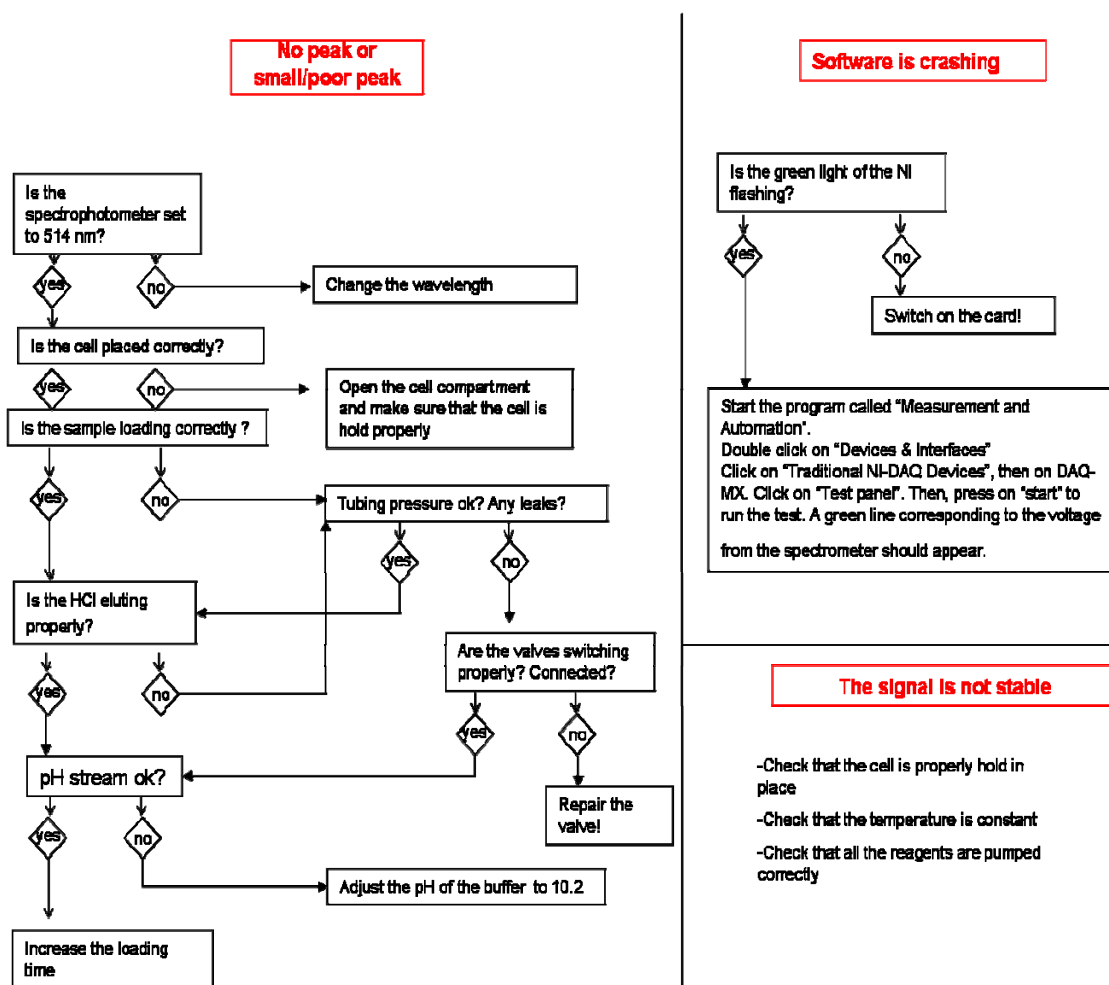 No peak or
small/poor peak
Is the
spectrophotometer set
to 514 nm?
yes
no
Change the wavelength
Is the cell placed correctly?
yes
no
Open the cell compartment
and make sure that the cell is
hold properly
Is the sample loading correctly ?
yes
no
Tubing pressure ok? Any leaks?
yes
no
Is the HCl eluting
properly?
yes
no
Are the valves switching
properly? Connected?
yes
no
pH stream ok?
yes
no
Repair the
valve!
Adjust the pH of the buffer to 10.2
Increase the loading
time
Software is crashing
Is the green light of the NI
flashing?
yes
no
Switch on the card!
Start the program called “Measurement and
Automation”.
Double click on “Devices & Interfaces”
Click on “Traditional NI-DAQ Devices”, then on DAQ-
MX. Click on “Test panel”. Then, press on “start” to
run the test. A green line corresponding to the voltage
from the spectrometer should appear.
The signal is not stable
-Check that the cell is properly hold in
place
-Check that the temperature is constant
-Check that all the reagents are pumped
correctly